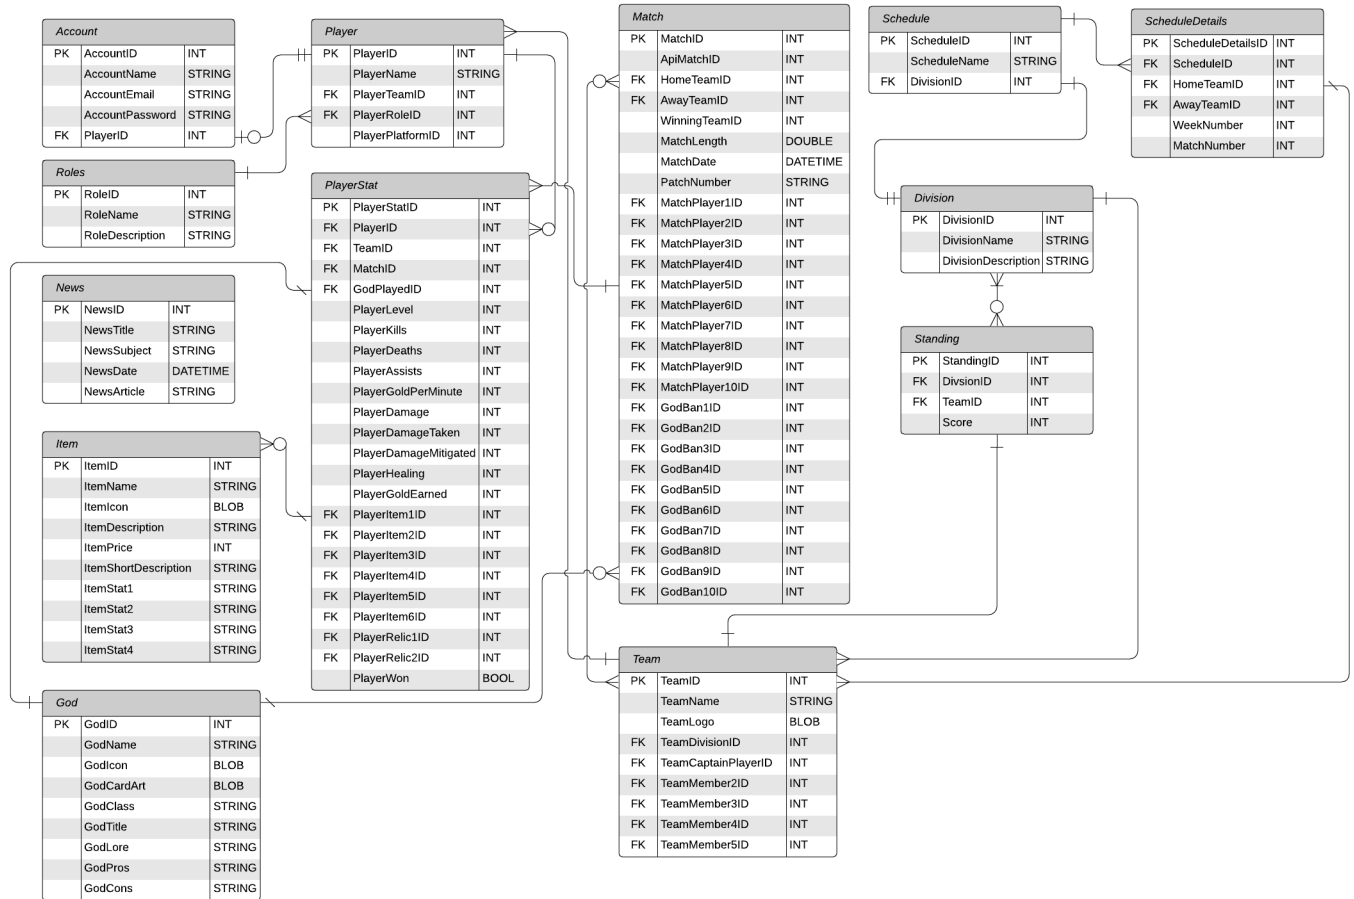 Account
PK AccountID INT
AccountName STRING
AccountEmail STRING
AccountPassword STRING
FK PlayerID INT
Roles
PK RoleID INT
RoleName STRING
RoleDescription STRING
News
PK NewsID INT
NewsTitle STRING
NewsSubject STRING
NewsDate DATETIME
NewsArticle STRING
Item
PK ItemID INT
ItemName STRING
ItemIcon BLOB
ItemDescription STRING
ItemPrice INT
ItemShortDescription STRING
ItemStat1 STRING
ItemStat2 STRING
ItemStat3 STRING
ItemStat4 STRING
God
PK GodID INT
GodName STRING
GodIcon BLOB
GodCardArt BLOB
GodClass STRING
GodTitle STRING
GodLore STRING
GodPros STRING
GodCons STRING
Player
PK PlayerID INT
PlayerName STRING
FK PlayerTeamID INT
FK PlayerRoleID INT
PlayerPlatformID INT
PlayerStat
PK PlayerStatID INT
FK PlayerID INT
FK TeamID INT
FK MatchID INT
FK GodPlayedID INT
PlayerLevel INT
PlayerKills INT
PlayerDeaths INT
PlayerAssists INT
PlayerGoldPerMinute INT
PlayerDamage INT
PlayerDamageTaken INT
PlayerDamageMitigated INT
PlayerHealing INT
PlayerGoldEarned INT
FK PlayerItem1ID INT
FK PlayerItem2ID INT
FK PlayerItem3ID INT
FK PlayerItem4ID INT
FK PlayerItem5ID INT
FK PlayerItem6ID INT
FK PlayerRelic1ID INT
FK PlayerRelic2ID INT
PlayerWon BOOL
Match
PK MatchID INT
ApiMatchID INT
FK HomeTeamID INT
FK AwayTeamID INT
WinningTeamID INT
MatchLength DOUBLE
MatchDate DATETIME
PatchNumber STRING
FK MatchPlayer1ID INT
FK MatchPlayer2ID INT
FK MatchPlayer3ID INT
FK MatchPlayer4ID INT
FK MatchPlayer5ID INT
FK MatchPlayer6ID INT
FK MatchPlayer7ID INT
FK MatchPlayer8ID INT
FK MatchPlayer9ID INT
FK MatchPlayer10ID INT
FK GodBan1ID INT
FK GodBan2ID INT
FK GodBan3ID INT
FK GodBan4ID INT
FK GodBan5ID INT
FK GodBan6ID INT
FK GodBan7ID INT
FK GodBan8ID INT
FK GodBan9ID INT
FK GodBan10ID INT
Team
PK TeamID INT
TeamName STRING
TeamLogo BLOB
FK TeamDivisionID INT
FK TeamCaptainPlayerID INT
FK TeamMember2ID INT
FK TeamMember3ID INT
FK TeamMember4ID INT
FK TeamMember5ID INT
Schedule
PK ScheduleID INT
ScheduleName STRING
FK DivisionID INT
Division
PK DivisionID INT
DivisionName STRING
DivisionDescription STRING
Standing
PK StandingID INT
FK DivsionID INT
FK TeamID INT
Score INT
ScheduleDetails
PK ScheduleDetailsID INT
FK ScheduleID INT
FK HomeTeamID INT
FK AwayTeamID INT
WeekNumber INT
MatchNumber INT